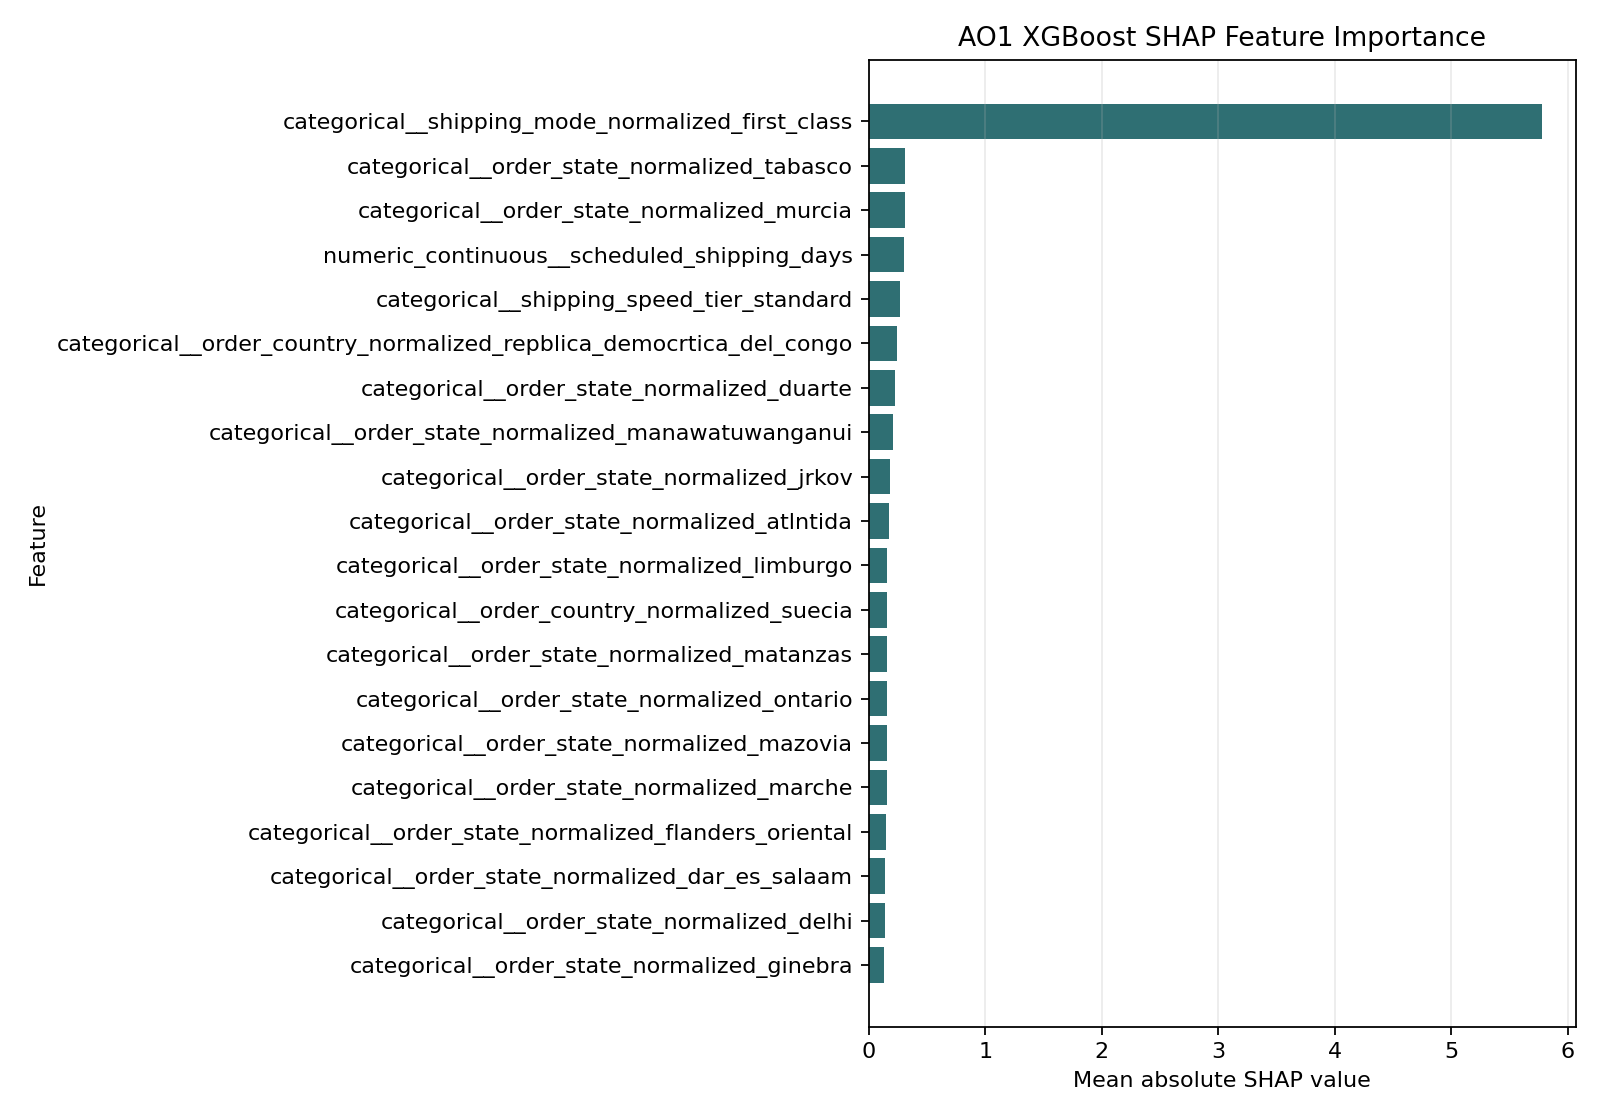 AO1 XGBoost SHAP Feature Importance
categorical__shipping_mode_normalized_first_class
categorical__order_state_normalized_tabasco
categorical__order_state_normalized_murcia
numeric_continuous__scheduled_shipping_days
categorical__shipping_speed_tier_standard
categorical__order_country_normalized_repblica_democrtica_del_congo
categorical__order_state_normalized_duarte
categorical__order_state_normalized_manawatuwanganui
categorical__order_state_normalized_jrkov
categorical__order_state_normalized_atlntida
categorical__order_state_normalized_limburgo
categorical__order_country_normalized_suecia
categorical__order_state_normalized_matanzas
categorical__order_state_normalized_ontario
categorical__order_state_normalized_mazovia
categorical__order_state_normalized_marche
categorical__order_state_normalized_flanders_oriental
categorical__order_state_normalized_dar_es_salaam
categorical__order_state_normalized_delhi
categorical__order_state_normalized_ginebra
Feature
0 1 2 3 4 5 6
Mean absolute SHAP value